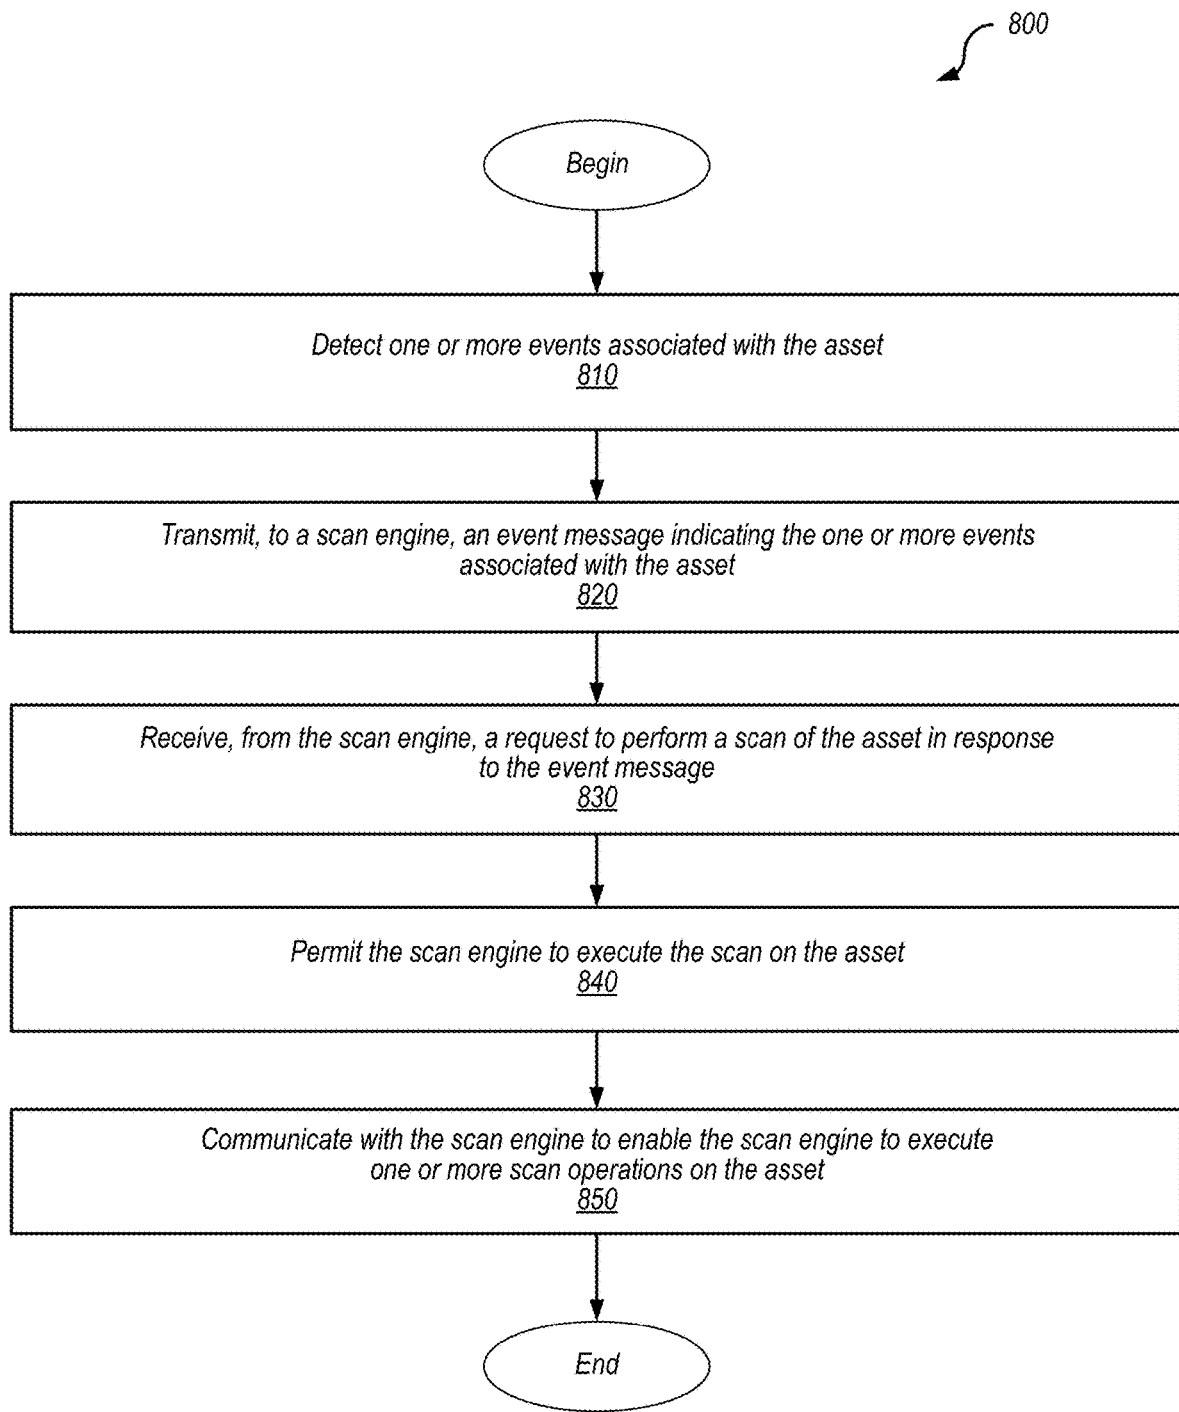 800
Begin
Detect one or more events associated with the asset
810
Transmit, to a scan engine, an event message indicating the one or more events
associated with the asset
820
Receive, from the scan engine, a request to perform a scan of the asset in response
to the event message
830
Permit the scan engine to execute the scan on the asset
840
Communicate with the scan engine to enable the scan engine to execute
one or more scan operations on the asset
850
End